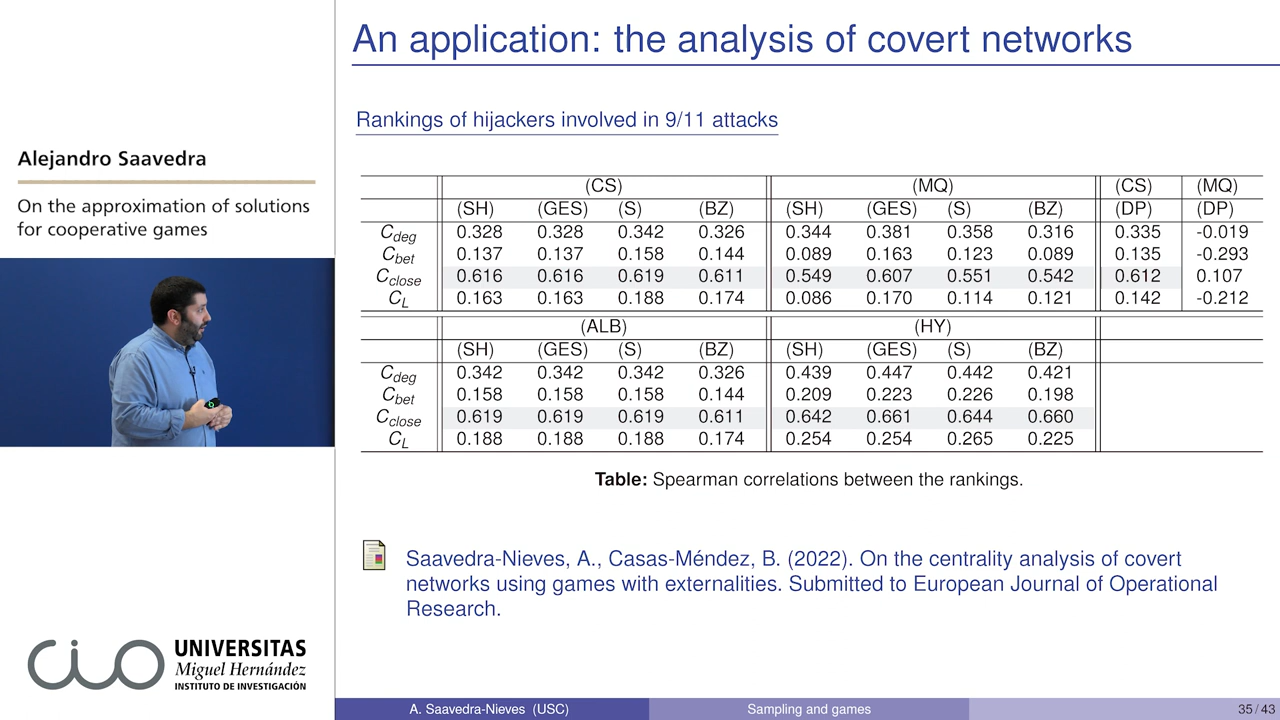 An application: the analysis of covert networks
Rankings of hijackers involved in 9/11 attacks
Alejandro Saavedra
On the approximation of solutions
for cooperative games
(CS) (MQ) (CS) (MQ)
(SH) (GES) (S) (BZ) (SH) (GES) (S) (BZ) (DP) (DP)
Cdeg 0.328 0.328 0.342 0.326 0.344 0.381 0.358 0.316 0.335 -0.019
Cbet 0.137 0.137 0.158 0.144 0.089 0.163 0.123 0.089 0.135 -0.293
Cclose 0.616 0.616 0.619 0.611 0.549 0.607 0.551 0.542 0.612 0.107
CL 0.163 0.163 0.188 0.174 0.086 0.170 0.114 0.121 0.142 -0.212
(ALB) (HY)
(SH) (GES) (S) (BZ) (SH) (GES) (S) (BZ)
Cdeg 0.342 0.342 0.342 0.326 0.439 0.447 0.442 0.421
Cbet 0.158 0.158 0.158 0.144 0.209 0.223 0.226 0.198
Cclose 0.619 0.619 0.619 0.611 0.642 0.661 0.644 0.660
CL 0.188 0.188 0.188 0.174 0.254 0.254 0.265 0.225
Table: Spearman correlations between the rankings.
Saavedra-Nieves, A., Casas-Méndez, B. (2022). On the centrality analysis of covert
networks using games with externalities. Submitted to European Journal of Operational
Research.
CIO
UNIVERSITAS
Miguel Hernández
INSTITUTO DE INVESTIGACIÓN
A. Saavedra-Nieves (USC) Sampling and games 35 / 43